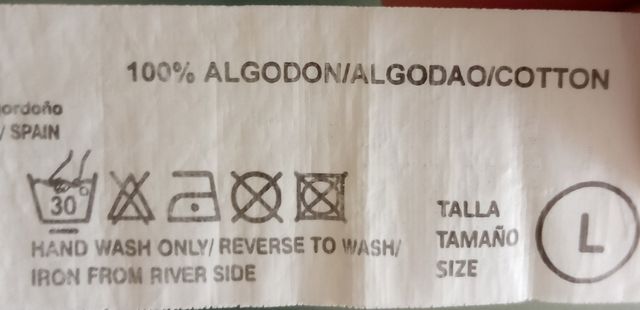 100% ALGODON/ALGODAO/COTTON
ordoño
/ SPAIN
30
HAND WASH ONLY/ REVERSE TO WASH/
IRON FROM RIVER SIDE
TALLA
TAMAÑO
SIZE
L